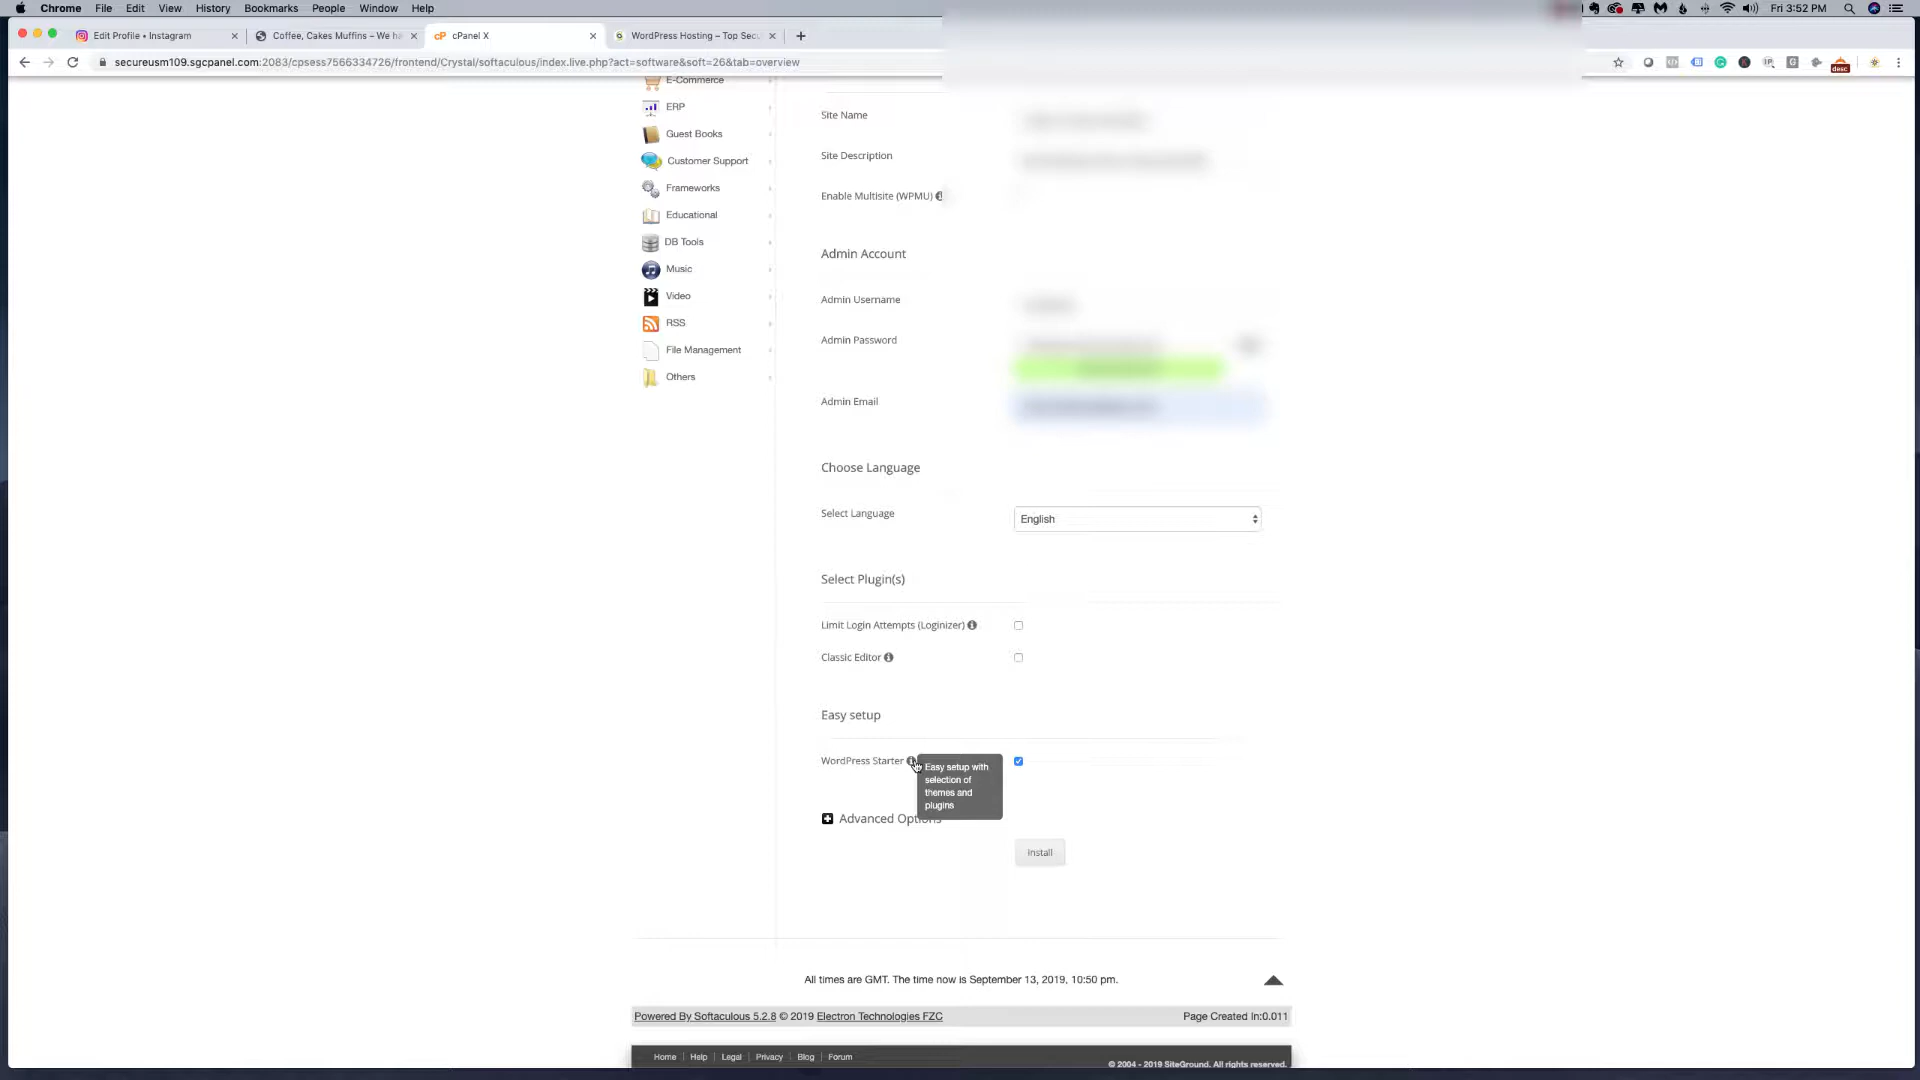 Chrome File Edit View History Bookmarks People Window Help Fri 3:52 PM
Edit Profile • Instagram
Coffee, Cakes Muffins – We ha
cPanel X
WordPress Hosting – Top Sec
secureusm109.sgcpanel.com:2083/cpsess7566334726/frontend/Crystal/softaculous/index.live.php?act=software&soft=26&tab=overview
desc
E-Commerce
ERP
Guest Books
Customer Support
Frameworks
Educational
DB Tools
Music
Video
RSS
File Management
Others
Site Name
Site Description
Enable Multisite (WPMU)
Admin Account
Admin Username
Admin Password
Admin Email
Choose Language
Select Language
English
Select Plugin(s)
Limit Login Attempts (Loginizer)
Classic Editor
Easy setup
WordPress Starter
Easy setup with
selection of
themes and
plugins
Advanced Options
Install
All times are GMT. The time now is September 13, 2019, 10:50 pm.
Powered By Softaculous 5.2.8 © 2019 Electron Technologies FZC
Page Created In:0.011
Home | Help | Legal | Privacy | Blog | Forum
© 2004 - 2019 SiteGround. All rights reserved.